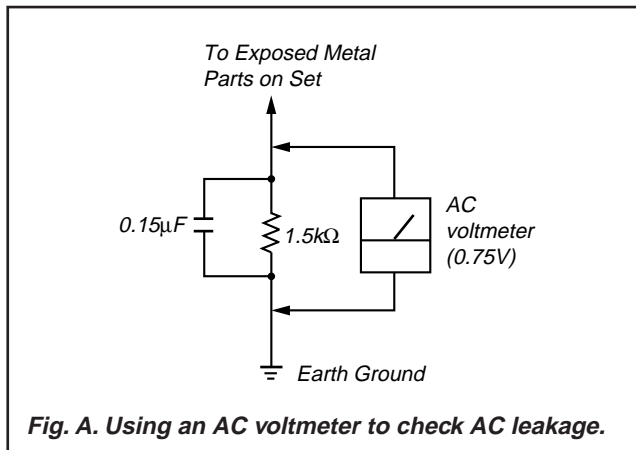 To Exposed Metal
Parts on Set
0.15μF
1.5kΩ
AC
voltmeter
(0.75V)
Earth Ground
Fig. A. Using an AC voltmeter to check AC leakage.